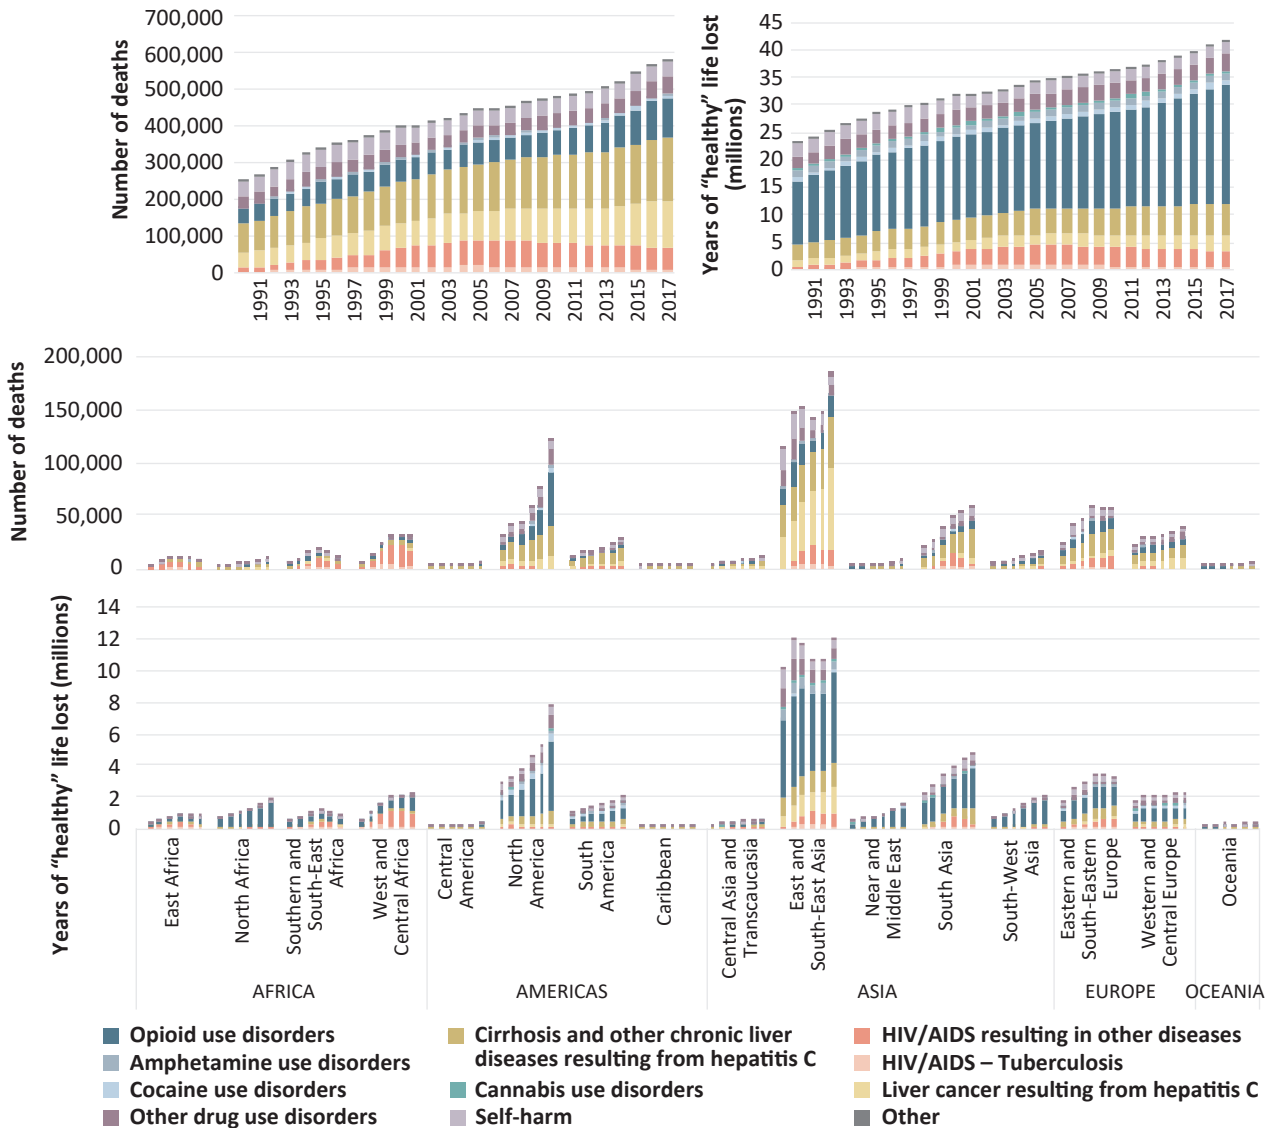 Number of deaths
700,000
600,000
500,000
400,000
300,000
200,000
100,000
0
1991
1993
1995
1997
1999
2001
2003
2005
2007
2009
2011
2013
2015
2017
Years of “healthy” life lost
(millions)
45
40
35
30
25
20
15
10
5
0
1991
1993
1995
1997
1999
2001
2003
2005
2007
2009
2011
2013
2015
2017
Number of deaths
200,000
150,000
100,000
50,000
0
Years of “healthy” life lost (millions)
14
12
10
8
6
4
2
0
East Africa
North Africa
Southern and
South-East
Africa
West and
Central Africa
Central
America
North
America
South
America
Caribbean
Central Asia and
Transcaucasia
East and
South-East Asia
Near and
Middle East
South Asia
South-West
Asia
Eastern and
South-Eastern
Europe
Western and
Central Europe
Oceania
AFRICA
AMERICAS
ASIA
EUROPE
OCEANIA
Opioid use disorders
Amphetamine use disorders
Cocaine use disorders
Other drug use disorders
Cirrhosis and other chronic liver
diseases resulting from hepatitis C
Cannabis use disorders
Self-harm
HIV/AIDS resulting in other diseases
HIV/AIDS – Tuberculosis
Liver cancer resulting from hepatitis C
Other